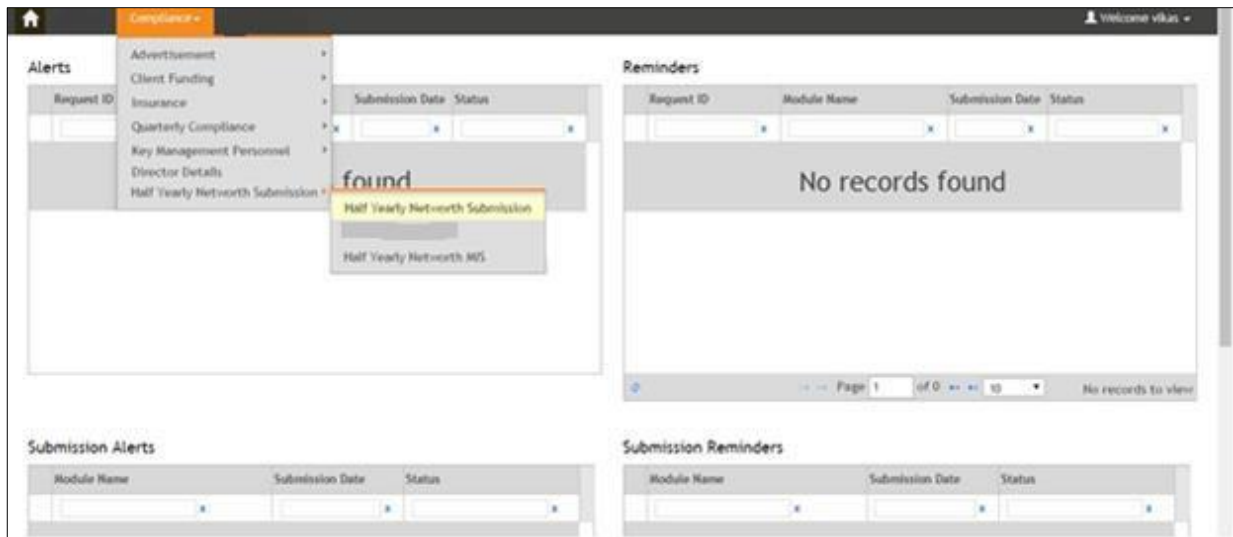 Compliance
Welcome vikas
Advertisement
Client Funding
Insurance
Quarterly Compliance
Key Management Personnel
Director Details
Half Yearly Networth Submission
Half Yearly Networth Submission
Half Yearly Networth MIS
Alerts
Request ID Submission Date Status
x x x
found
Reminders
Request ID Module Name Submission Date Status
x x x x
No records found
Page 1 of 0 10 No records to view
Submission Alerts
Module Name Submission Date Status
x x x
Submission Reminders
Module Name Submission Date Status
x x x